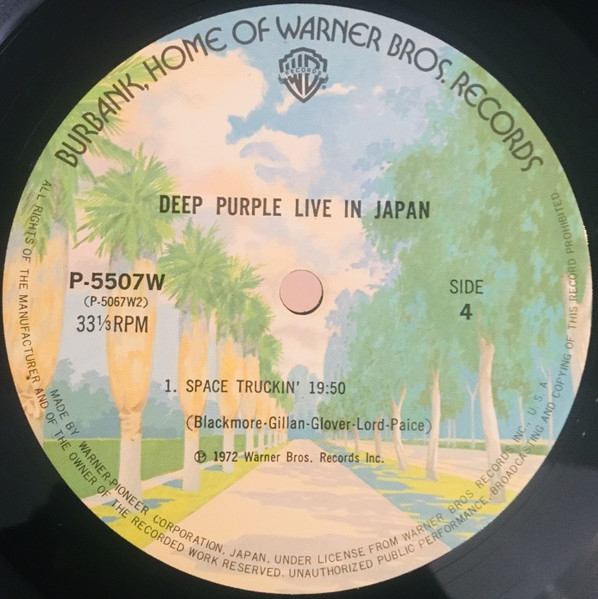 BURBANK, HOME OF WARNER BROS. RECORDS
RECORDS
DEEP PURPLE LIVE IN JAPAN
P-5507W
(P-5067W2)
33⅓RPM
SIDE
4
1. SPACE TRUCKIN' 19:50
(Blackmore-Gillan-Glover-Lord-Paice)
Ⓟ 1972 Warner Bros. Records Inc.
MADE BY WARNER-PIONEER CORPORATION, JAPAN, UNDER LICENSE FROM WARNER BROS. RECORDS INC., U.S.A.
ALL RIGHTS OF THE MANUFACTURER AND OF THE OWNER OF THE RECORDED WORK RESERVED. UNAUTHORIZED PUBLIC PERFORMANCE, BROADCASTING AND COPYING OF THIS RECORD PROHIBITED.